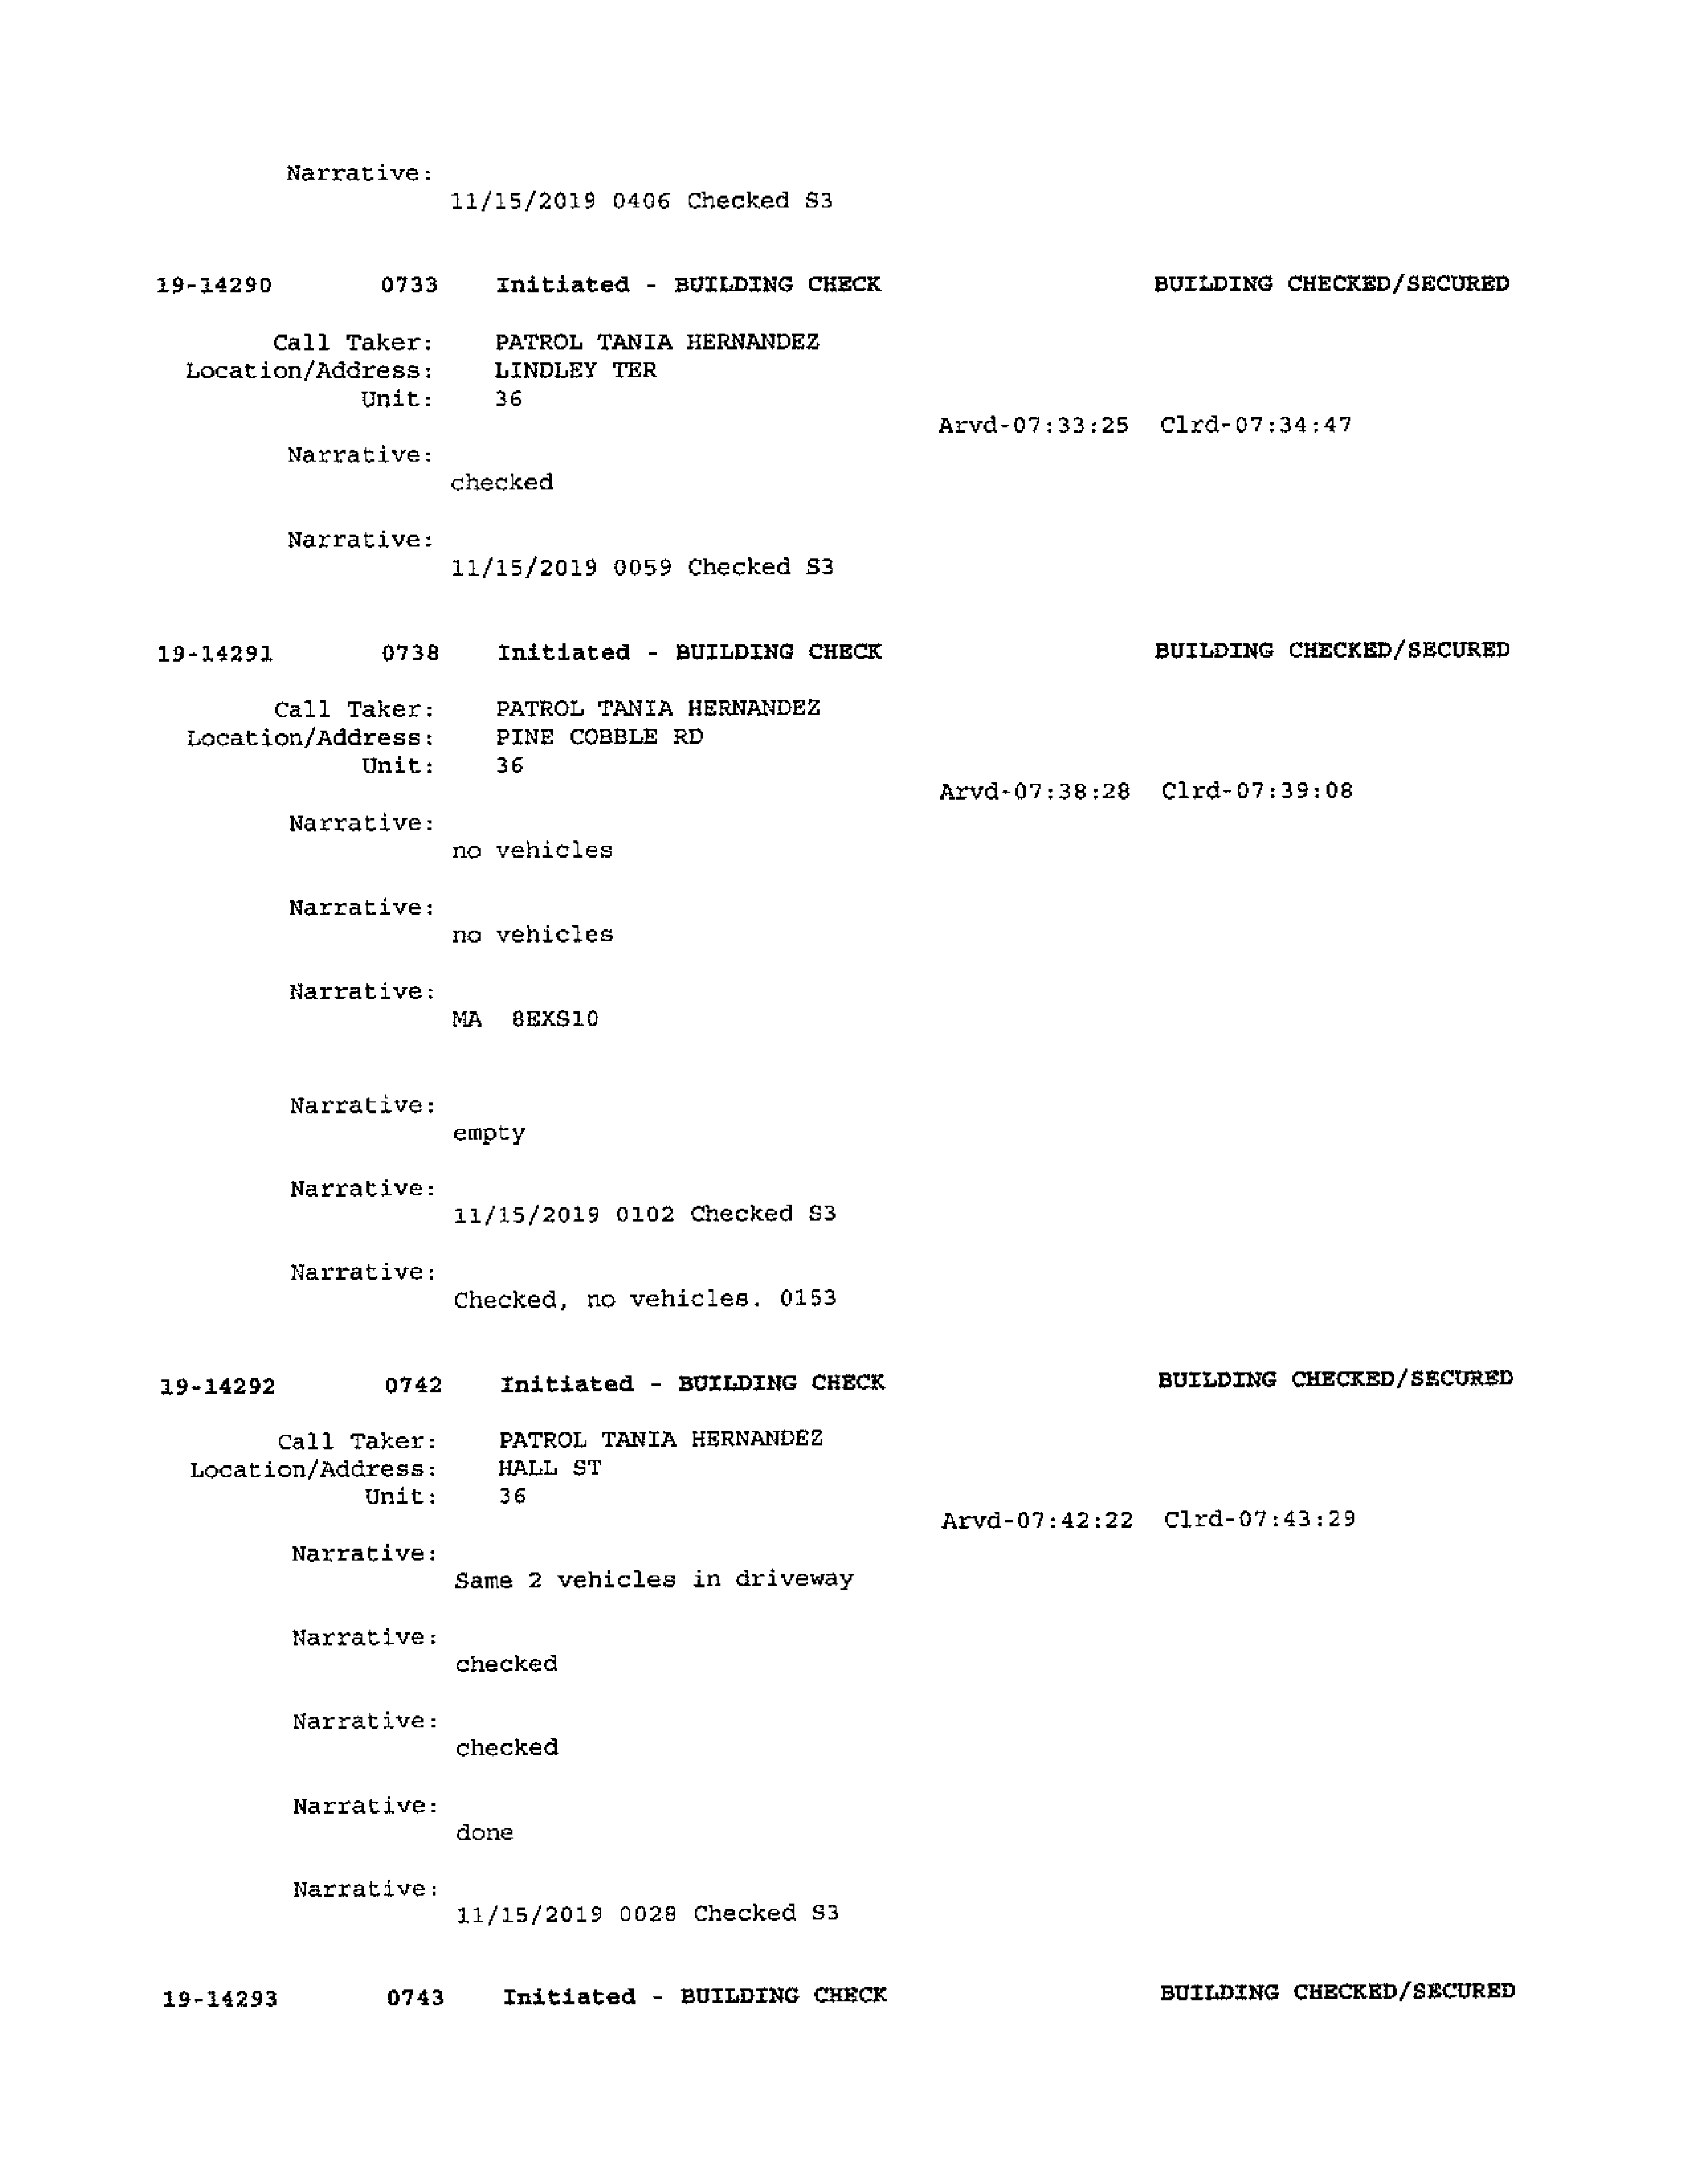 Narrative:
11/15/2019 0406 Checked S3
19-14290 0733 Initiated - BUILDING CHECK BUILDING CHECKED/SECURED
Call Taker: PATROL TANIA HERNANDEZ
Location/Address: LINDLEY TER
Unit: 36
Arvd-07:33:25 Clrd-07:34:47
Narrative:
checked
Narrative:
11/15/2019 0059 Checked S3
19-14291 0738 Initiated - BUILDING CHECK BUILDING CHECKED/SECURED
Call Taker: PATROL TANIA HERNANDEZ
Location/Address: PINE COBBLE RD
Unit: 36
Arvd-07:38:28 Clrd-07:39:08
Narrative:
no vehicles
Narrative:
no vehicles
Narrative:
MA 8EXS10
Narrative:
empty
Narrative:
11/15/2019 0102 Checked S3
Narrative:
Checked, no vehicles. 0153
19-14292 0742 Initiated - BUILDING CHECK BUILDING CHECKED/SECURED
Call Taker: PATROL TANIA HERNANDEZ
Location/Address: HALL ST
Unit: 36
Arvd-07:42:22 Clrd-07:43:29
Narrative:
Same 2 vehicles in driveway
Narrative:
checked
Narrative:
checked
Narrative:
done
Narrative:
11/15/2019 0028 Checked S3
19-14293 0743 Initiated - BUILDING CHECK BUILDING CHECKED/SECURED